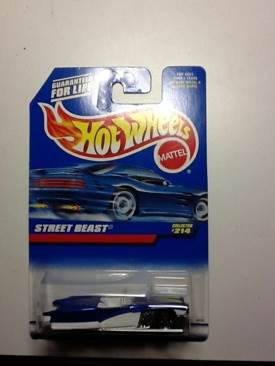 GUARANTEED
FOR LIFE
Hot Wheels
MATTEL
STREET BEAST
COLLECTOR
#214